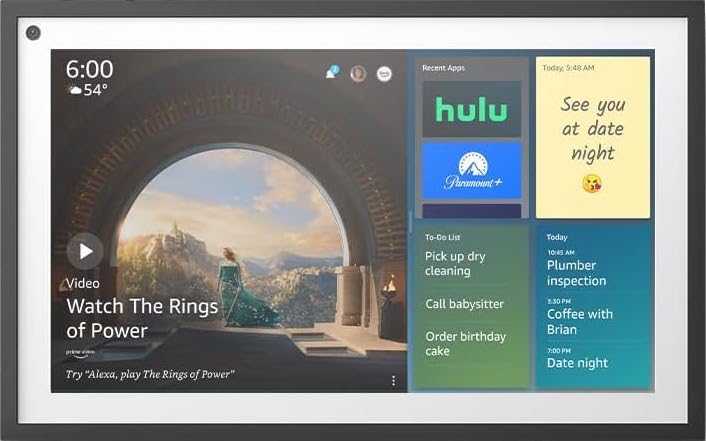 6:00
54°
Video
Watch The Rings
of Power
prime video
Try “Alexa, play The Rings of Power”
Recent Apps
hulu
Paramount+
Today, 5:48 AM
See you
at date
night
To-Do List
Pick up dry
cleaning
Call babysitter
Order birthday
cake
Today
10:45 AM
Plumber
inspection
3:30 PM
Coffee with
Brian
7:00 PM
Date night